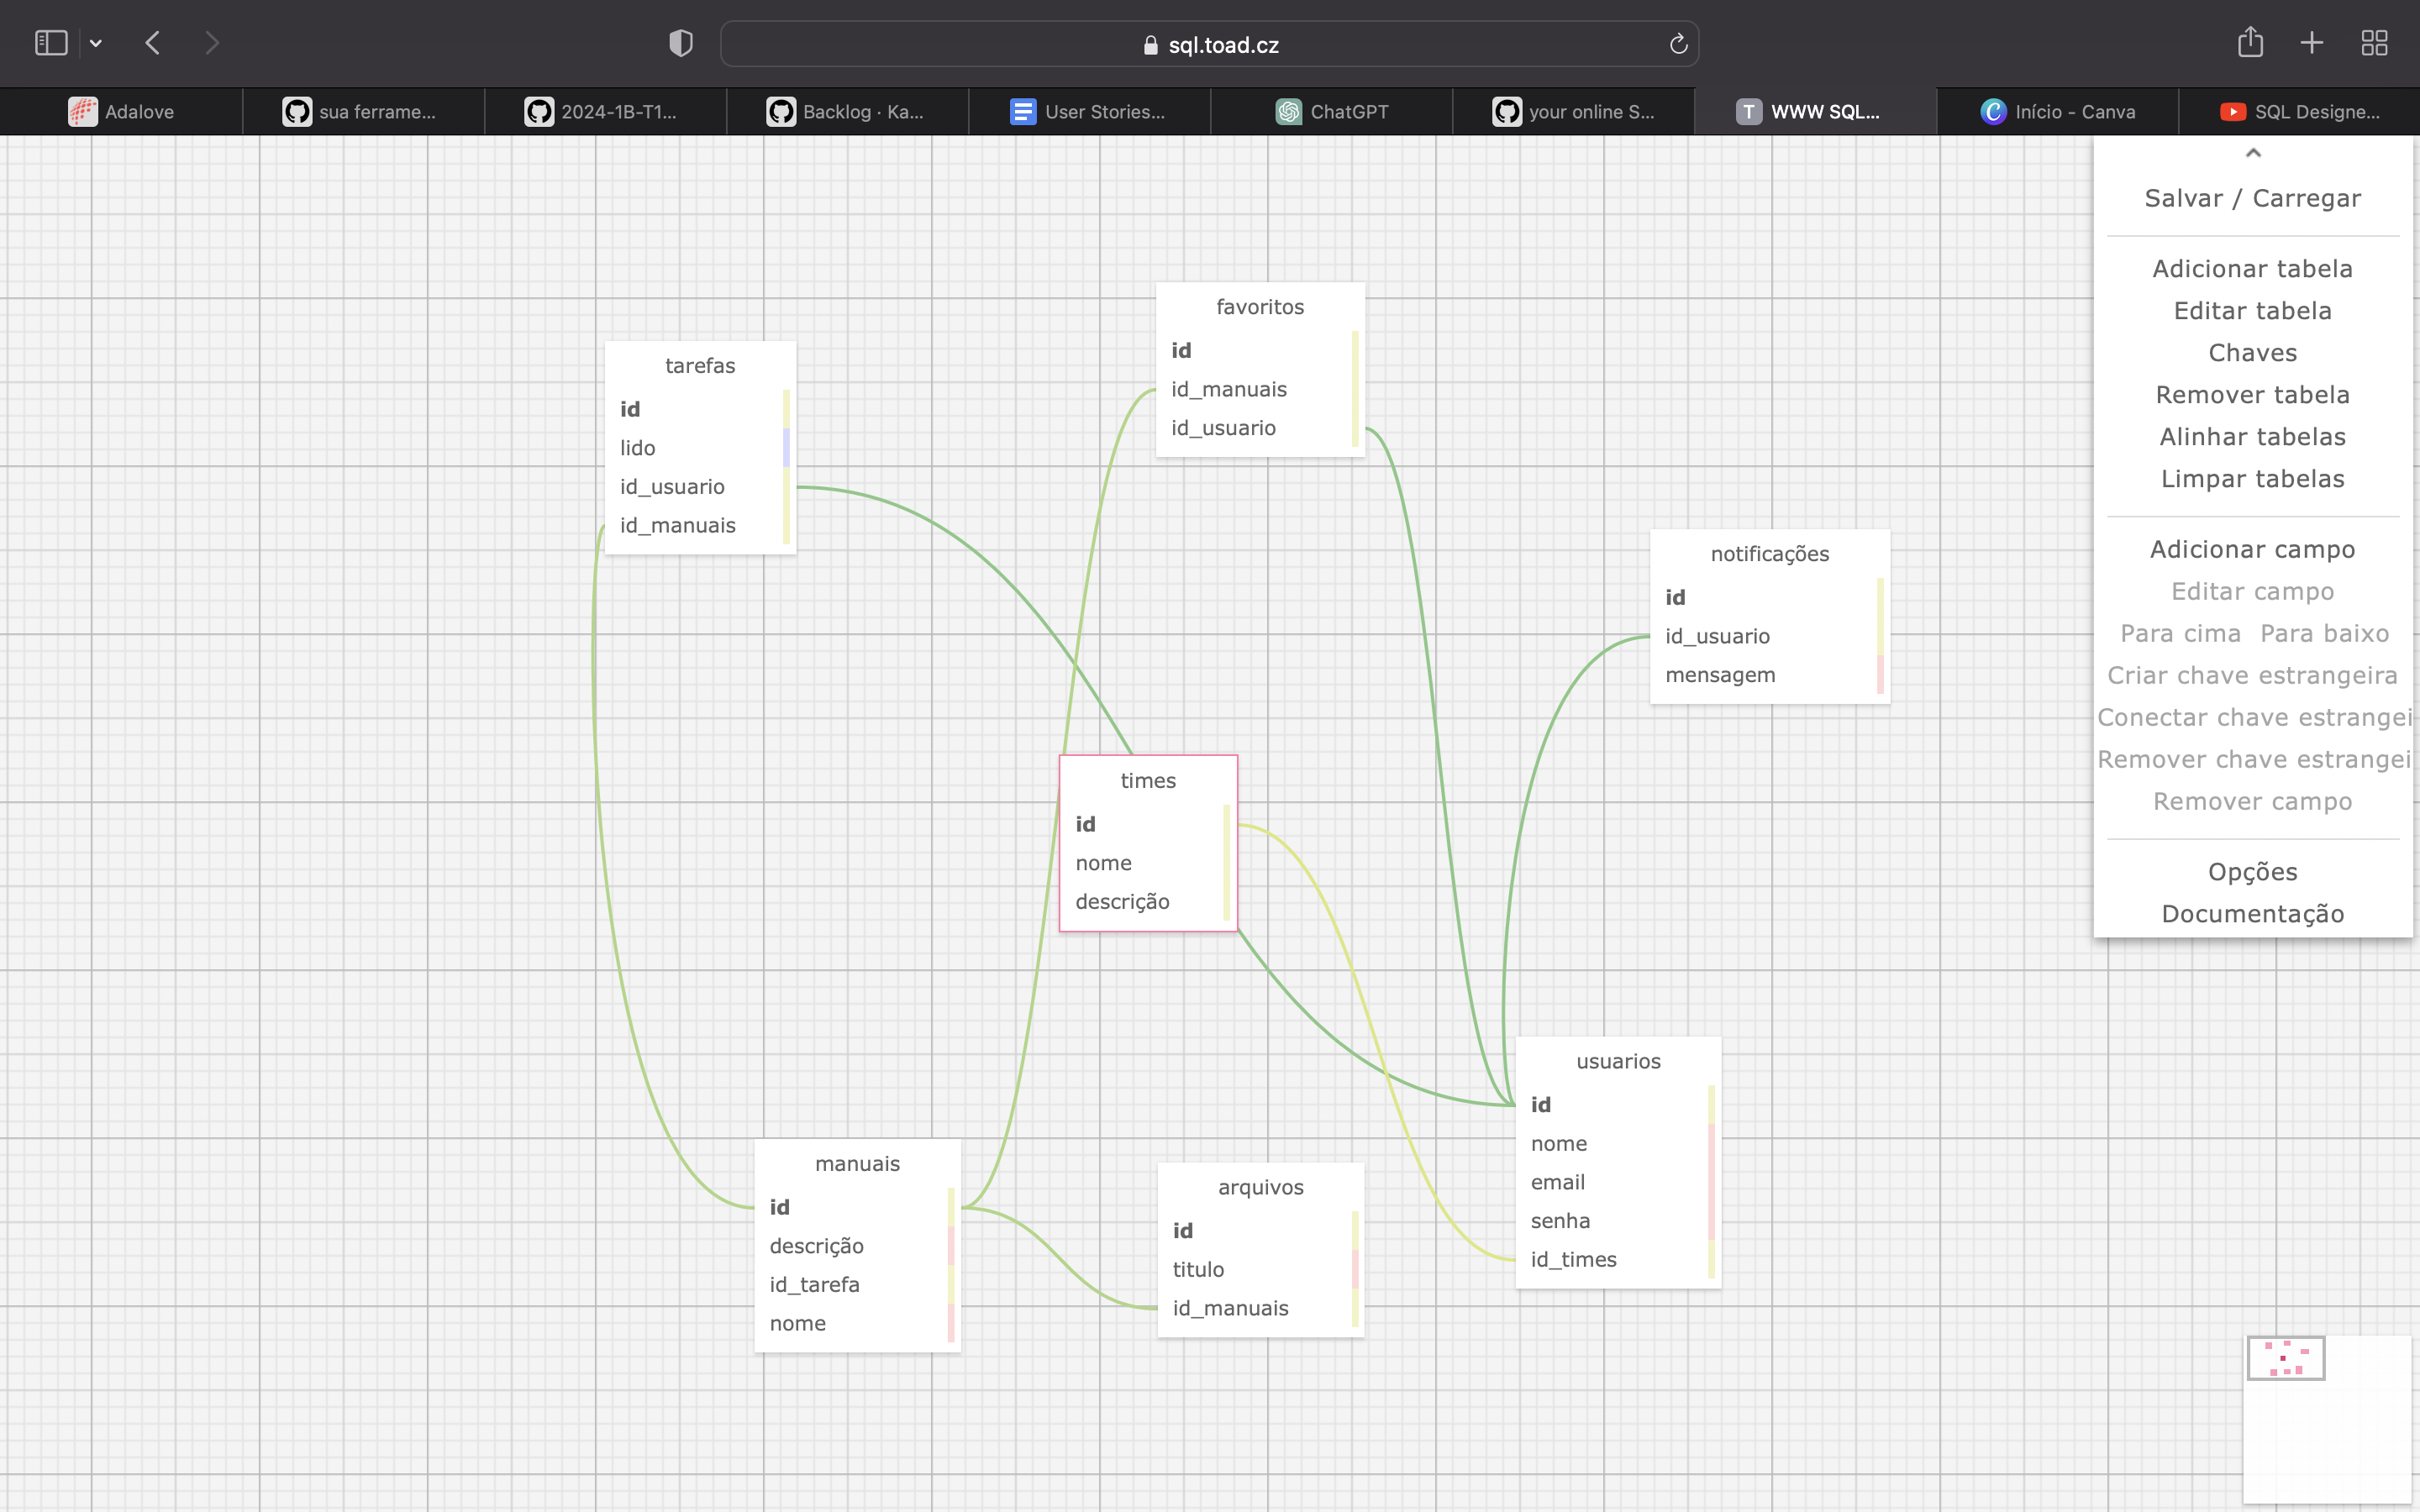 sql.toad.cz
Adalove
sua ferrame...
2024-1B-T1...
Backlog · Ka...
User Stories...
ChatGPT
your online S...
T WWW SQL...
Início - Canva
SQL Designe...
Salvar / Carregar
Adicionar tabela
Editar tabela
Chaves
Remover tabela
Alinhar tabelas
Limpar tabelas
Adicionar campo
Editar campo
Para cima Para baixo
Criar chave estrangeira
Conectar chave estrangei
Remover chave estrangei
Remover campo
Opções
Documentação
favoritos
id
id_manuais
id_usuario
tarefas
id
lido
id_usuario
id_manuais
notificações
id
id_usuario
mensagem
times
id
nome
descrição
usuarios
id
nome
email
senha
id_times
manuais
id
descrição
id_tarefa
nome
arquivos
id
titulo
id_manuais